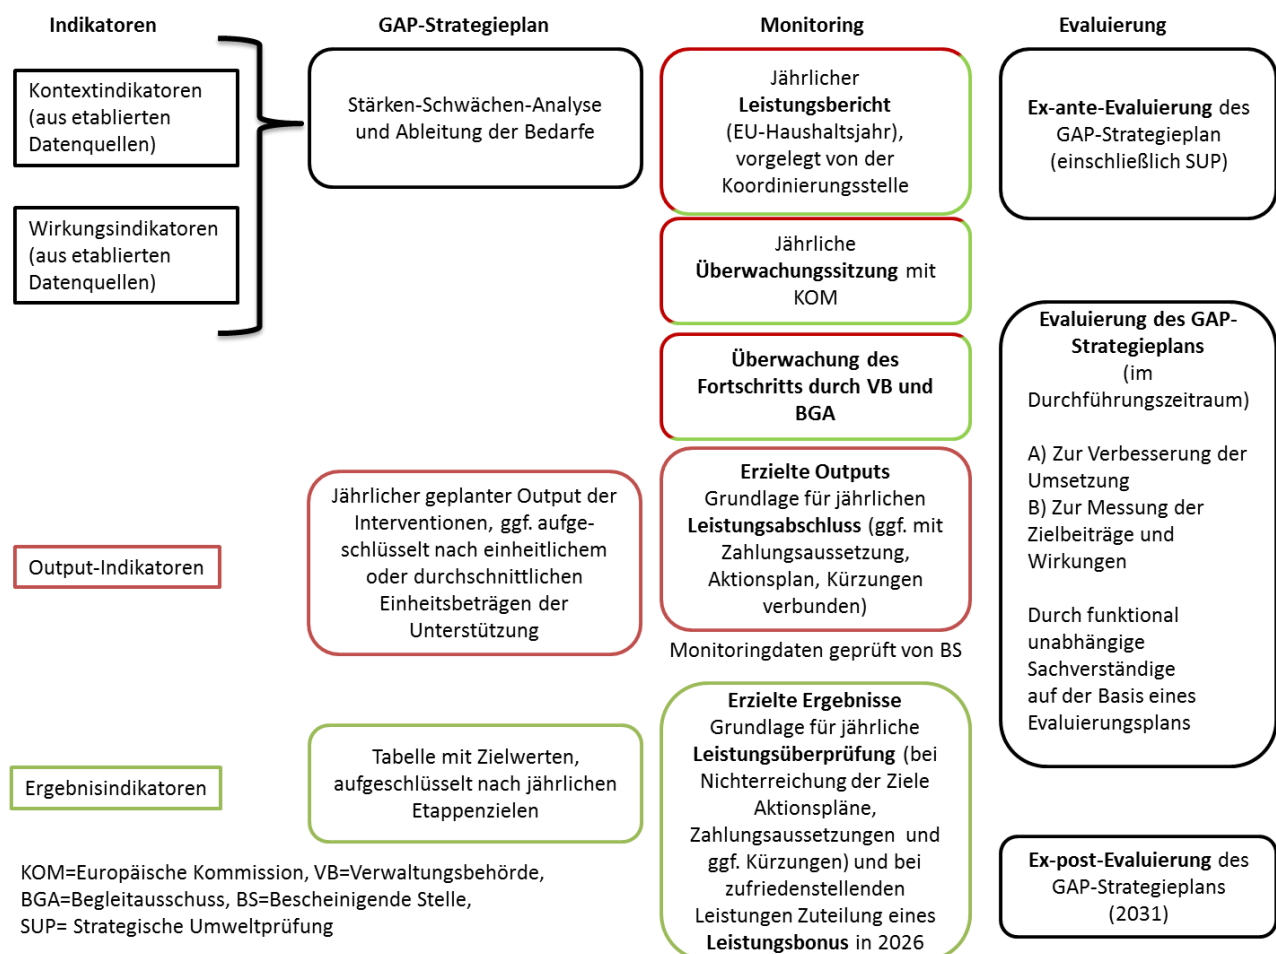 Indikatoren
GAP-Strategieplan
Monitoring
Evaluierung
Kontextindikatoren
(aus etablierten
Datenquellen)
Wirkungsindikatoren
(aus etablierten
Datenquellen)
Stärken-Schwächen-Analyse
und Ableitung der Bedarfe
Jährlicher
Leistungsbericht
(EU-Haushaltsjahr),
vorgelegt von der
Koordinierungsstelle
Ex-ante-Evaluierung des
GAP-Strategieplan
(einschließlich SUP)
Jährliche
Überwachungssitzung mit
KOM
Überwachung des
Fortschritts durch VB und
BGA
Evaluierung des GAP-
Strategieplans
(im
Durchführungszeitraum)
A) Zur Verbesserung der
Umsetzung
B) Zur Messung der
Zielbeiträge und
Wirkungen
Durch funktional
unabhängige
Sachverständige
auf der Basis eines
Evaluierungsplans
Output-Indikatoren
Jährlicher geplanter Output der
Interventionen, ggf. aufge-
schlüsselt nach einheitlichem
oder durchschnittlichen
Einheitsbeträgen der
Unterstützung
Erzielte Outputs
Grundlage für jährlichen
Leistungsabschluss (ggf. mit
Zahlungsaussetzung,
Aktionsplan, Kürzungen
verbunden)
Monitoringdaten geprüft von BS
Ergebnisindikatoren
Tabelle mit Zielwerten,
aufgeschlüsselt nach jährlichen
Etappenzielen
Erzielte Ergebnisse
Grundlage für jährliche
Leistungsüberprüfung (bei
Nichterreichung der Ziele
Aktionspläne,
Zahlungsaussetzungen und
ggf. Kürzungen) und bei
zufriedenstellenden
Leistungen Zuteilung eines
Leistungsbonus in 2026
Ex-post-Evaluierung des
GAP-Strategieplans
(2031)
KOM=Europäische Kommission, VB=Verwaltungsbehörde,
BGA=Begleitausschuss, BS=Bescheinigende Stelle,
SUP= Strategische Umweltprüfung